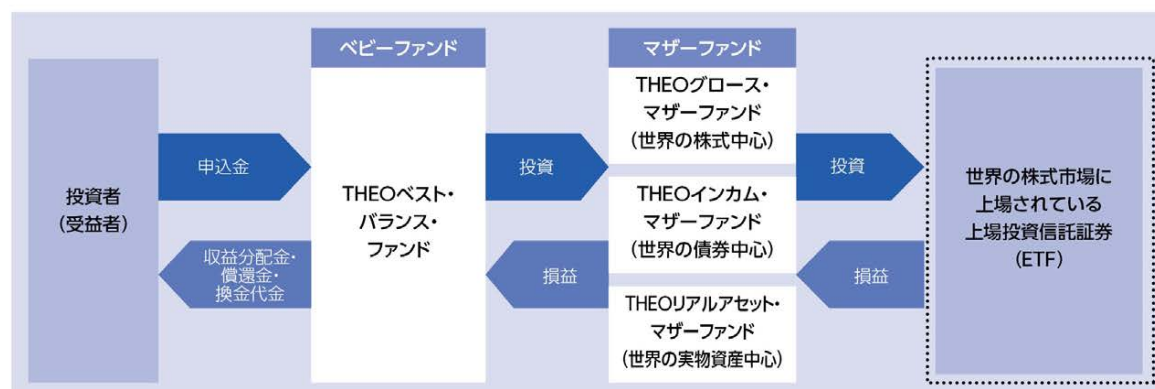 投資者
(受益者)
申込金
収益分配金・
償還金・
換金代金
ベビーファンド
THEOベスト・
バランス・
ファンド
投資
損益
マザーファンド
THEOグロース・
マザーファンド
(世界の株式中心)
THEOインカム・
マザーファンド
(世界の債券中心)
THEOリアルアセット・
マザーファンド
(世界の実物資産中心)
投資
損益
世界の株式市場に
上場されている
上場投資信託証券
(ETF)